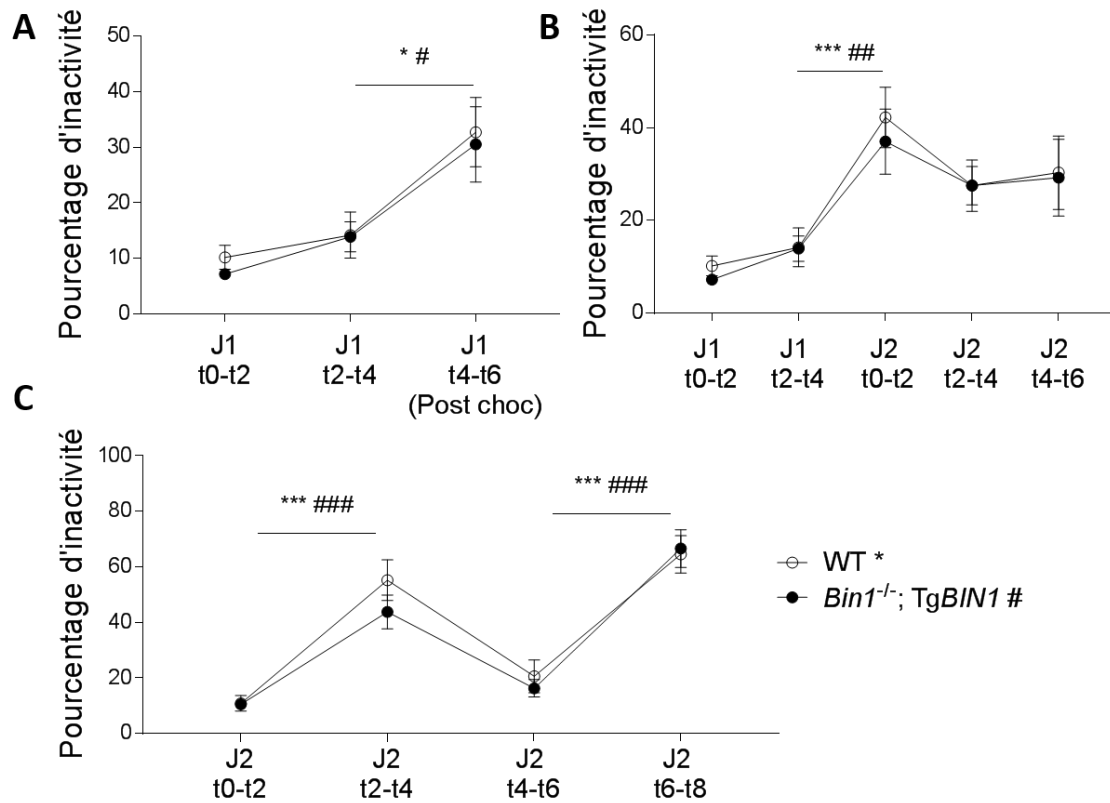 A
Pourcentage d'inactivité
50
40
30
20
10
0
* #
J1
t0-t2
J1
t2-t4
J1
t4-t6
(Post choc)
B
Pourcentage d'inactivité
60
40
20
0
*** ##
J1
t0-t2
J1
t2-t4
J2
t0-t2
J2
t2-t4
J2
t4-t6
C
Pourcentage d'inactivité
100
80
60
40
20
0
*** ###
*** ###
J2
t0-t2
J2
t2-t4
J2
t4-t6
J2
t6-t8
WT *
Bin1-/-; TgBIN1 #